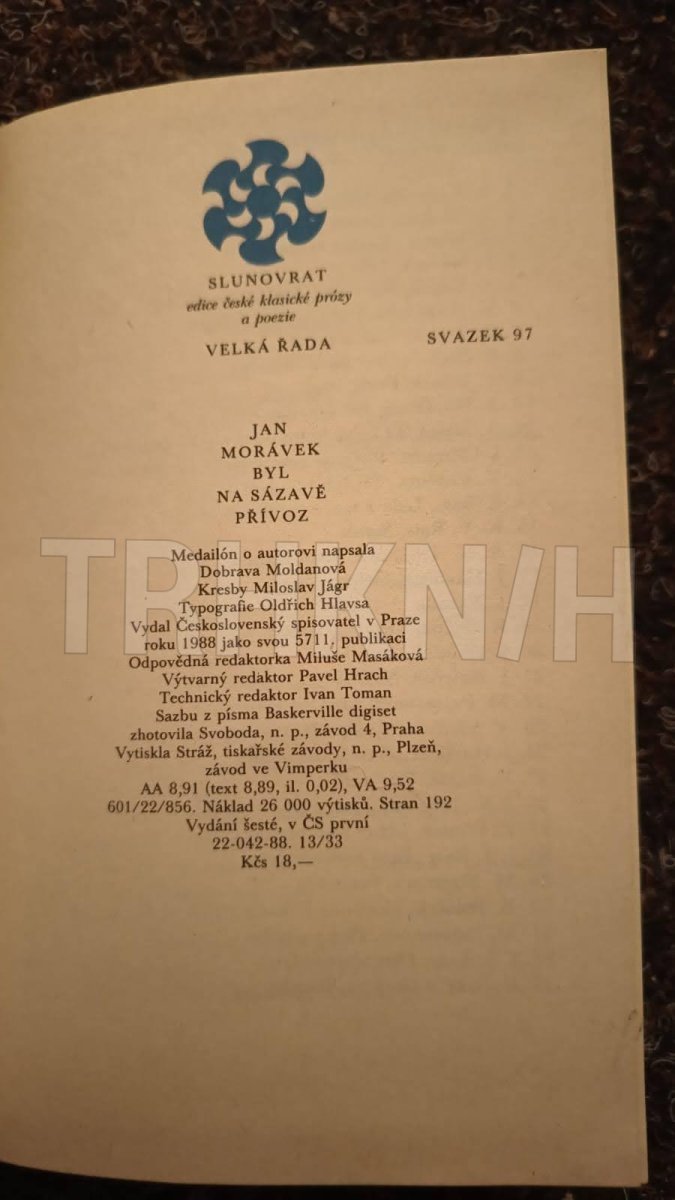 SLUNOVRAT
edice české klasické prózy
a poezie
VELKÁ ŘADA
SVAZEK 97
JAN
MORÁVEK
BYL
NA SÁZAVĚ
PŘÍVOZ
Medailón o autorovi napsala
Dobrava Moldanová
Kresby Miloslav Jágr
Typografie Oldřich Hlavsa
Vydal Československý spisovatel v Praze
roku 1988 jako svou 5711. publikaci
Odpovědná redaktorka Miluše Masáková
Výtvarný redaktor Pavel Hrach
Technický redaktor Ivan Toman
Sazbu z písma Baskerville digiset
zhotovila Svoboda, n. p., závod 4, Praha
Vytiskla Stráž, tiskařské závody, n. p., Plzeň,
závod ve Vimperku
AA 8,91 (text 8,89, il. 0,02), VA 9,52
601/22/856. Náklad 26 000 výtisků. Stran 192
Vydání šesté, v ČS první
22-042-88. 13/33
Kčs 18,—